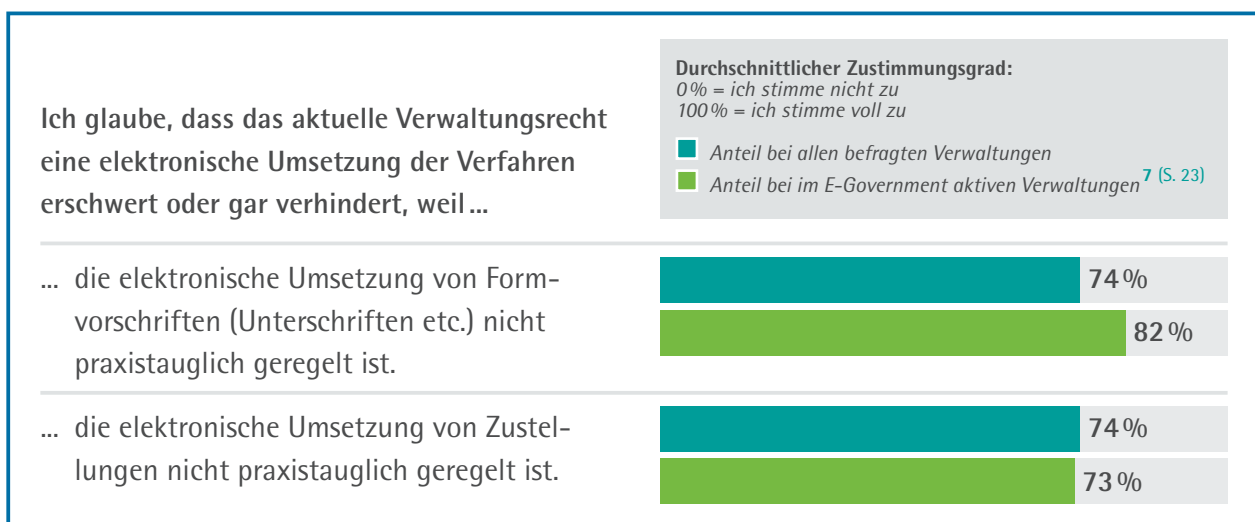 Ich glaube, dass das aktuelle Verwaltungsrecht
eine elektronische Umsetzung der Verfahren
erschwert oder gar verhindert, weil ...
Durchschnittlicher Zustimmungsgrad:
0 % = ich stimme nicht zu
100 % = ich stimme voll zu
Anteil bei allen befragten Verwaltungen
Anteil bei im E-Government aktiven Verwaltungen 7 (S. 23)
... die elektronische Umsetzung von Form-
vorschriften (Unterschriften etc.) nicht
praxistauglich geregelt ist.
74 %
82 %
... die elektronische Umsetzung von Zustel-
lungen nicht praxistauglich geregelt ist.
74 %
73 %